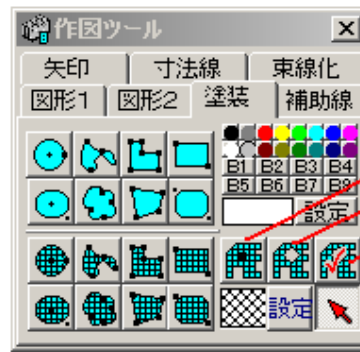 作図ツール
矢印 寸法線 束線化
図形1 図形2 塗装 補助線
B1 B2 B3 B4
B5 B6 B7 B8
設定
設定